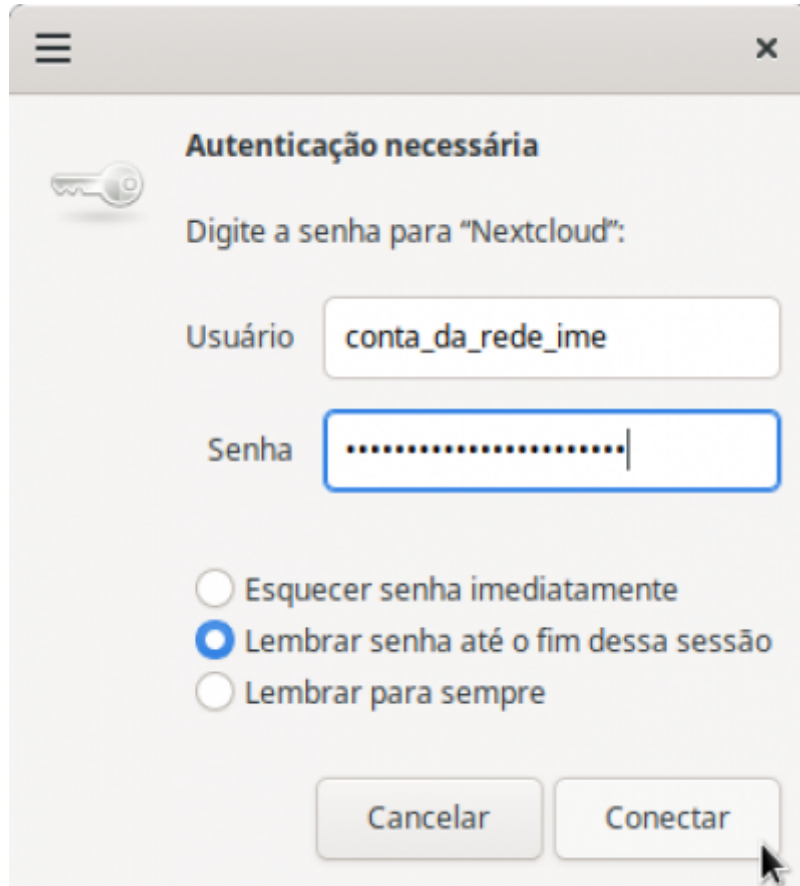 Autenticação necessária
Digite a senha para “Nextcloud”:
Usuário conta_da_rede_ime
Senha •••••••••••••••••••••••
Esquecer senha imediatamente
Lembrar senha até o fim dessa sessão
Lembrar para sempre
Cancelar Conectar